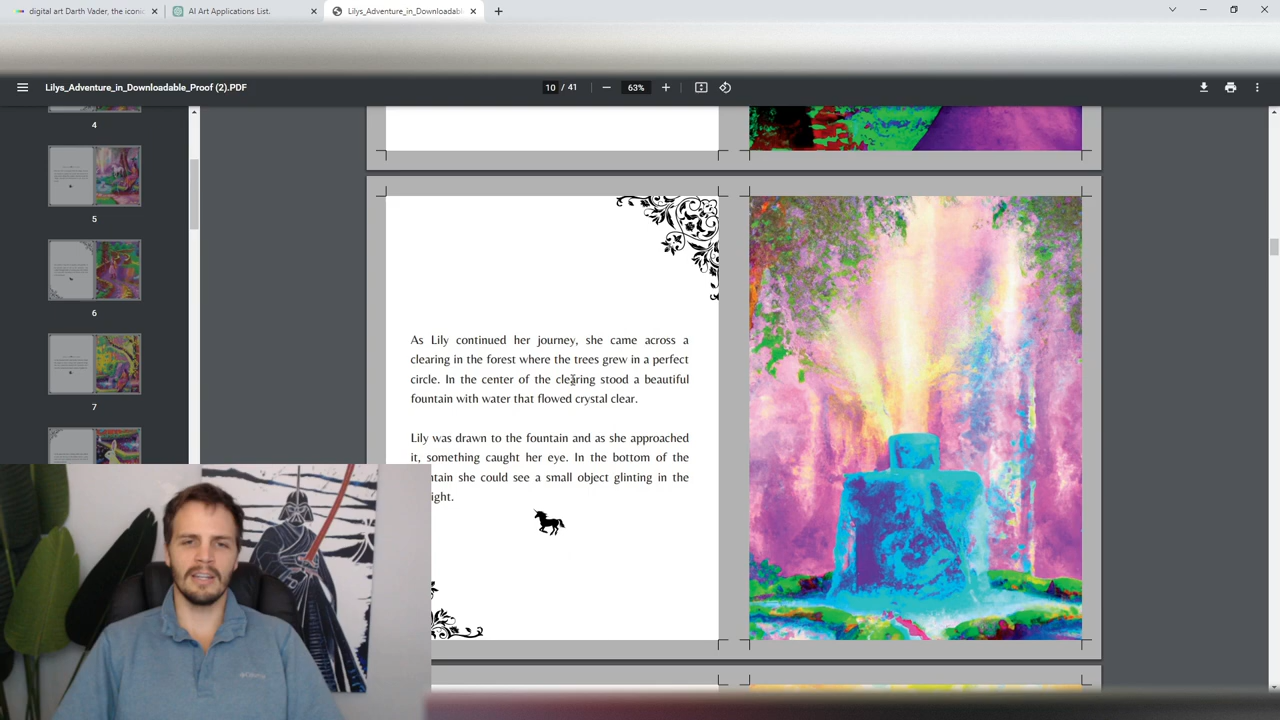 digital art Darth Vader, the iconic
AI Art Applications List.
Lilys_Adventure_in_Downloadabl
Lilys_Adventure_in_Downloadable_Proof (2).PDF
10 / 41
63%
4
5
6
7
As Lily continued her journey, she came across a
clearing in the forest where the trees grew in a perfect
circle. In the center of the clearing stood a beautiful
fountain with water that flowed crystal clear.
Lily was drawn to the fountain and as she approached
it, something caught her eye. In the bottom of the
ntain she could see a small object glinting in the
ight.
Columbia